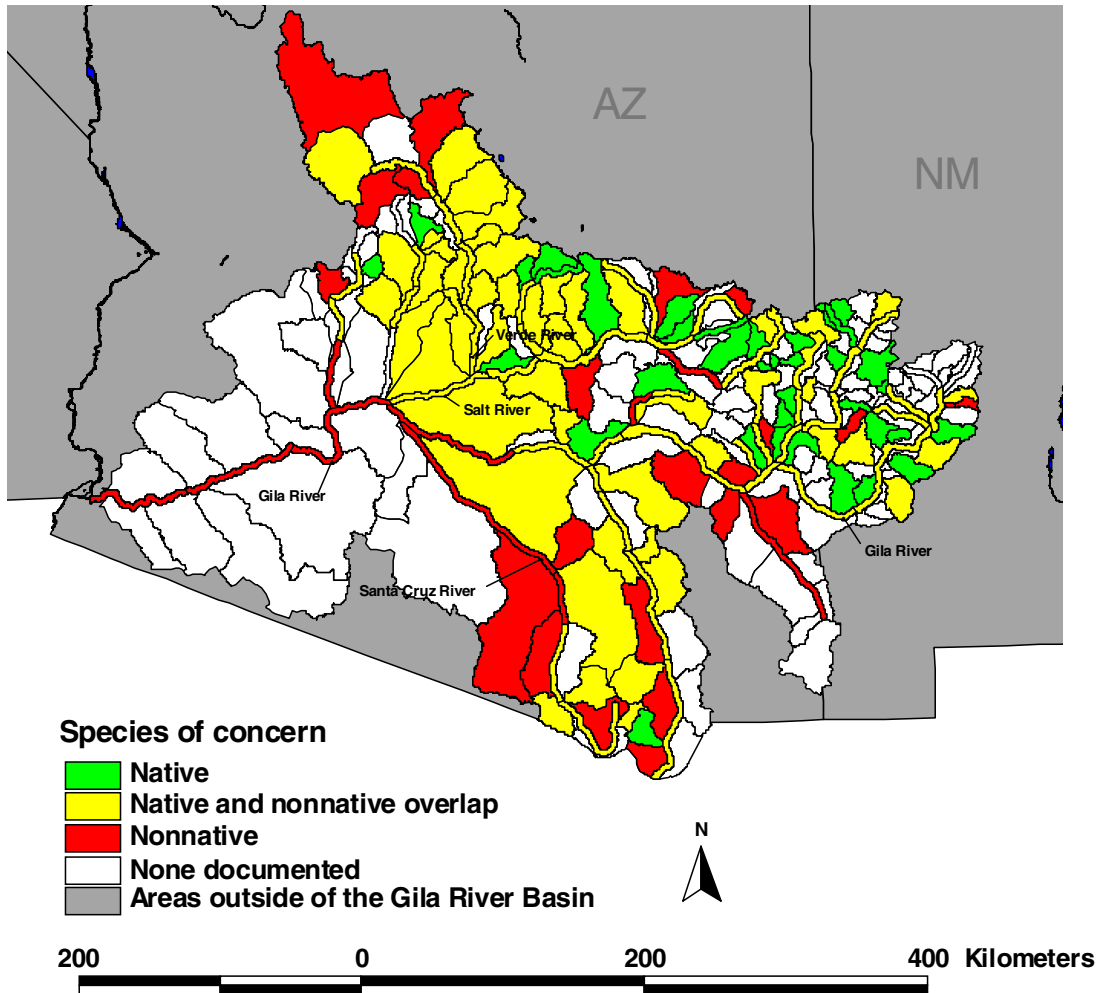 AZ
NM
Verde River
Salt River
Gila River
Gila River
Santa Cruz River
Species of concern
Native
Native and nonnative overlap
Nonnative
None documented
Areas outside of the Gila River Basin
N
200 0 200 400 Kilometers